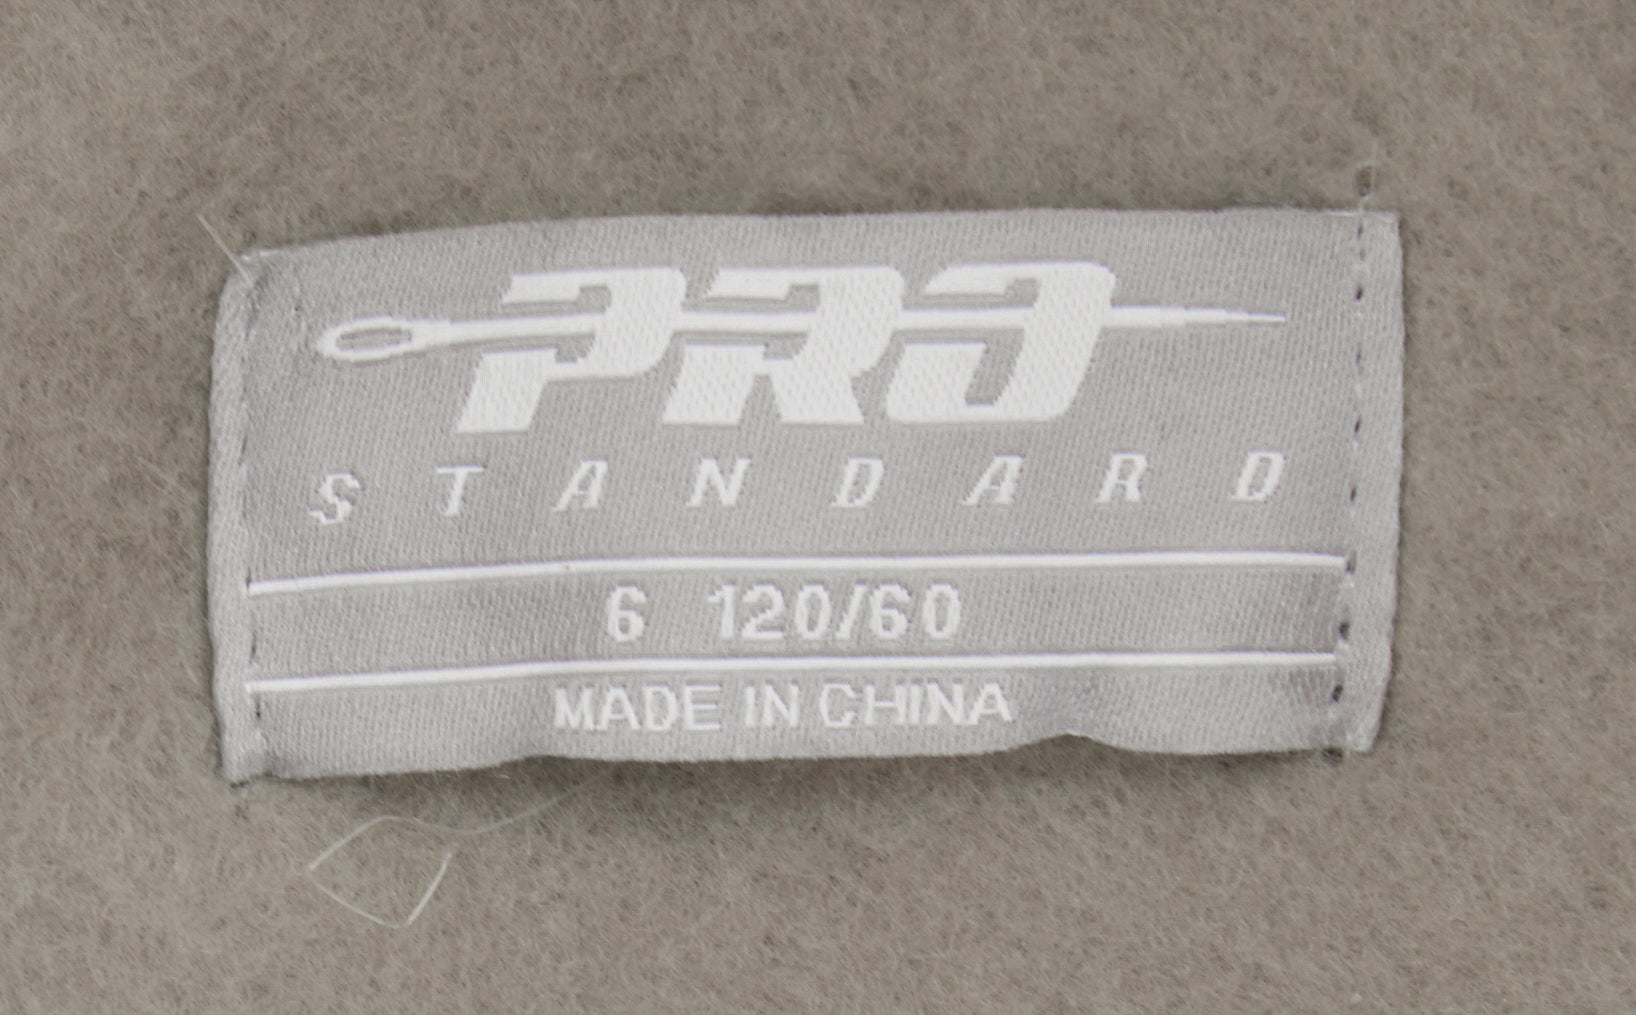 PRO
STANDARD
6 120/60
MADE IN CHINA